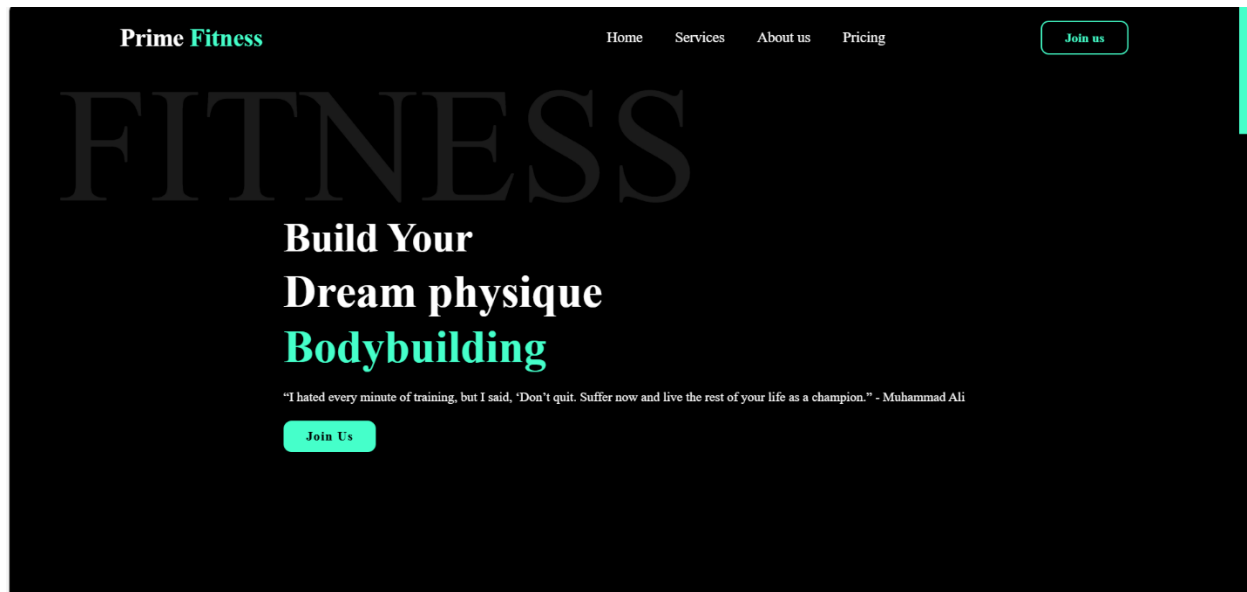 Prime Fitness
Home Services About us Pricing
Join us
FITNESS
Build Your
Dream physique
Bodybuilding
“I hated every minute of training, but I said, ‘Don’t quit. Suffer now and live the rest of your life as a champion.” - Muhammad Ali
Join Us